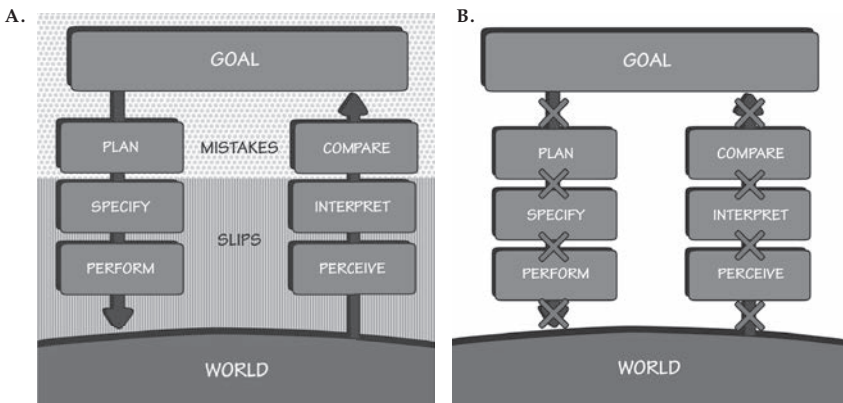 A.
GOAL
PLAN
MISTAKES
COMPARE
SPECIFY
INTERPRET
SLIPS
PERFORM
PERCEIVE
WORLD
B.
GOAL
PLAN
COMPARE
SPECIFY
INTERPRET
PERFORM
PERCEIVE
WORLD